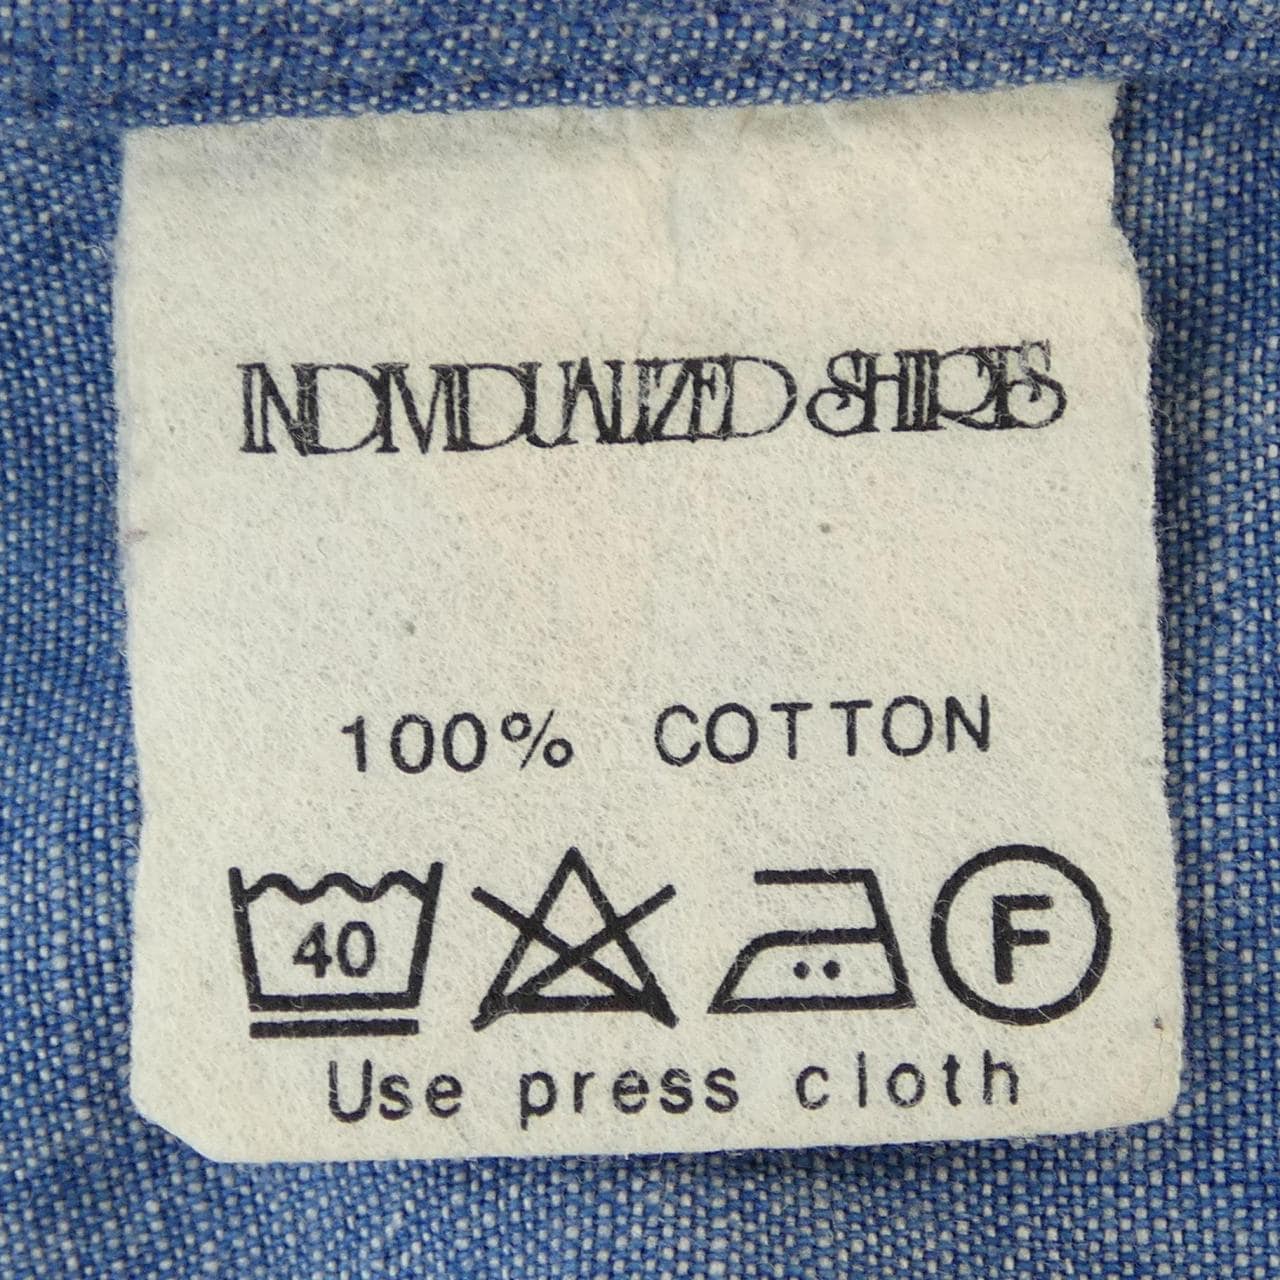 INDIVIDUALIZED SHIRTS
100% COTTON
40 F
Use press cloth